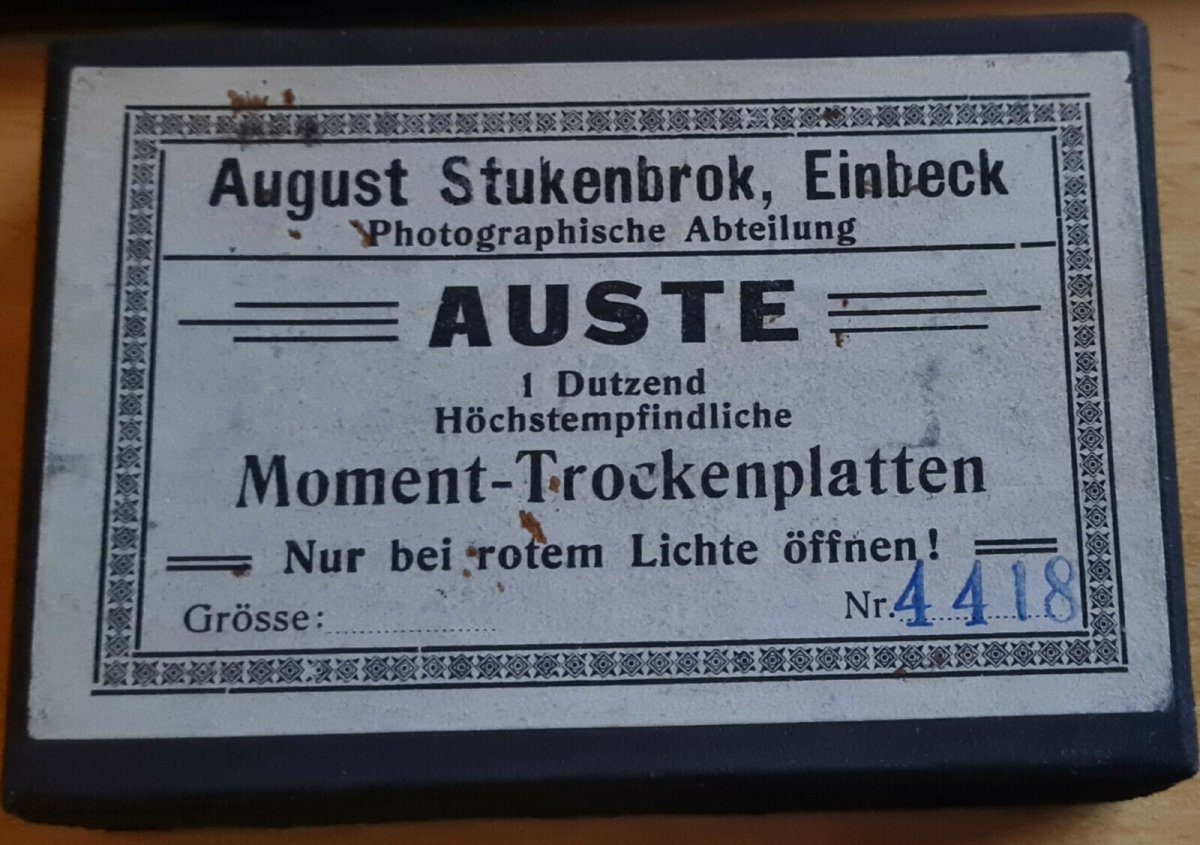 August Stukenbrok, Einbeck
Photographische Abteilung
AUSTE
1 Dutzend
Höchstempfindliche
Moment-Trockenplatten
Nur bei rotem Lichte öffnen!
Grösse: Nr. 4418